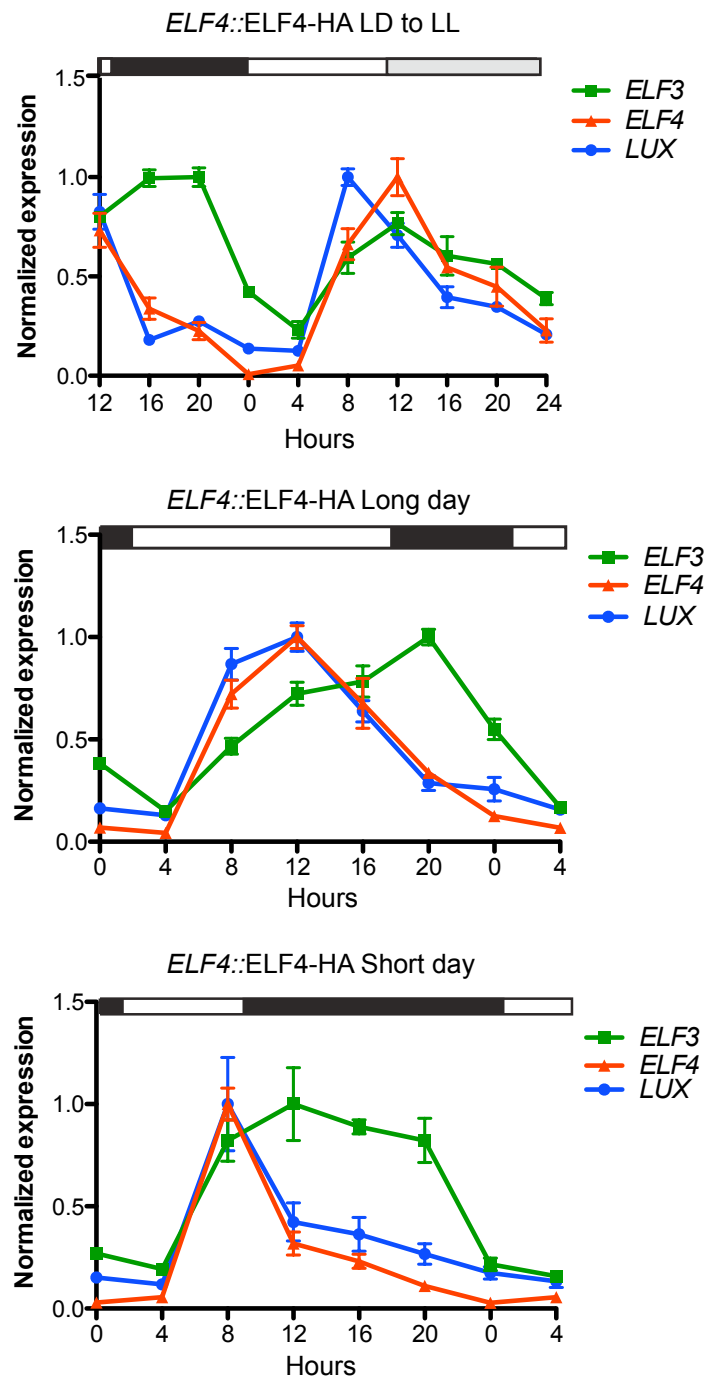 ELF4::ELF4-HA LD to LL
1.5
1.0
0.5
0.0
Normalized expression
12 16 20 0 4 8 12 16 20 24
Hours
ELF3
ELF4
LUX
ELF4::ELF4-HA Long day
1.5
1.0
0.5
0.0
Normalized expression
0 4 8 12 16 20 0 4
Hours
ELF3
ELF4
LUX
ELF4::ELF4-HA Short day
1.5
1.0
0.5
0.0
Normalized expression
0 4 8 12 16 20 0 4
Hours
ELF3
ELF4
LUX